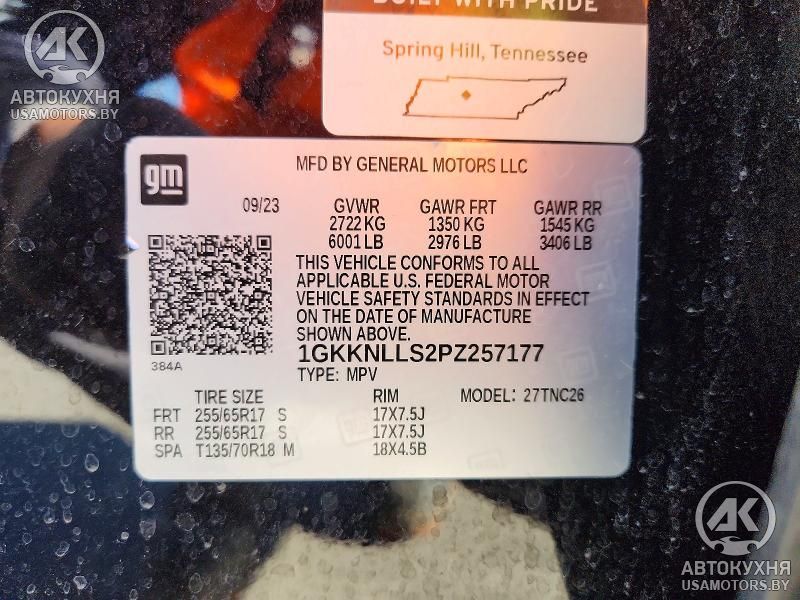 BUILT WITH PRIDE
Spring Hill, Tennessee
AK
АВТОКУХНЯ
USAMOTORS.BY
gm
MFD BY GENERAL MOTORS LLC
09/23
GVWR GAWR FRT GAWR RR
2722 KG 1350 KG 1545 KG
6001 LB 2976 LB 3406 LB
THIS VEHICLE CONFORMS TO ALL
APPLICABLE U.S. FEDERAL MOTOR
VEHICLE SAFETY STANDARDS IN EFFECT
ON THE DATE OF MANUFACTURE
SHOWN ABOVE.
384A
1GKKNLLS2PZ257177
TYPE: MPV
TIRE SIZE RIM MODEL: 27TNC26
FRT 255/65R17 S 17X7.5J
RR 255/65R17 S 17X7.5J
SPA T135/70R18 M 18X4.5B
AK
АВТОКУХНЯ
USAMOTORS.BY